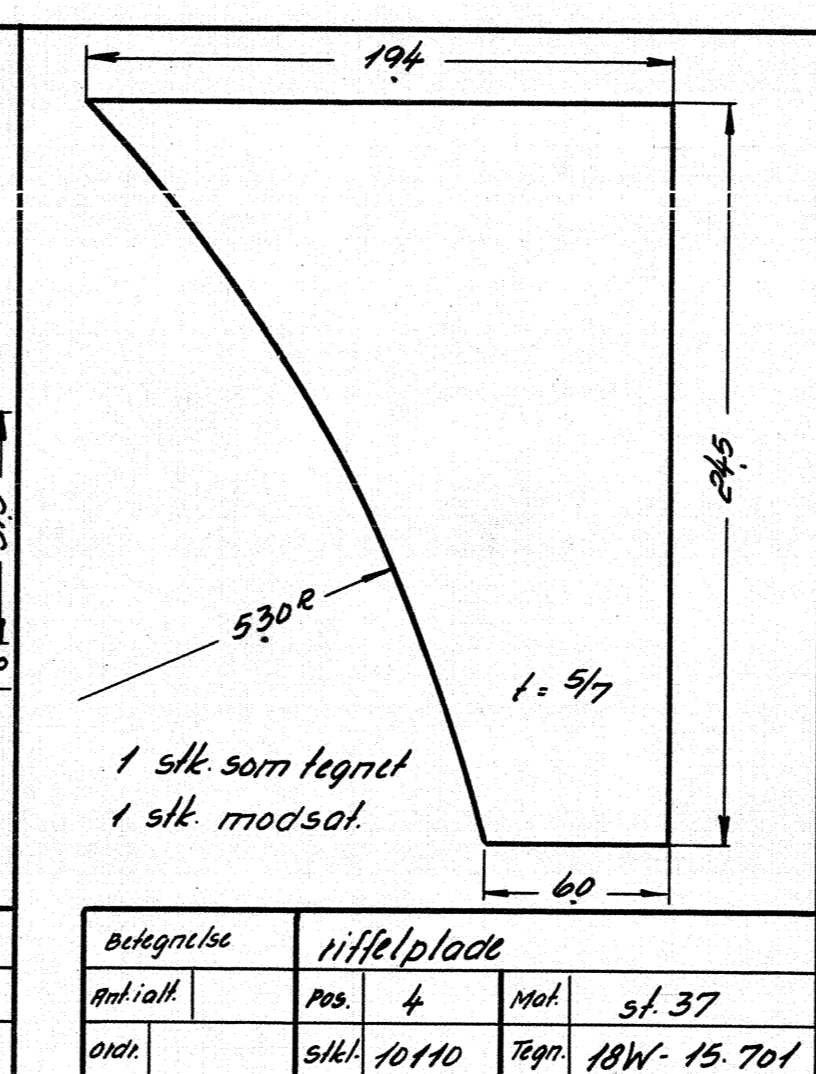 194
245
530 R
t = 5/7
1 stk. som tegnet
1 stk. modsat.
60
Betegnelse riffelplade
Ant.ialt. Pos. 4 Mat. st. 37
ordr. stkl. 10110 Tegn. 18W - 15.701